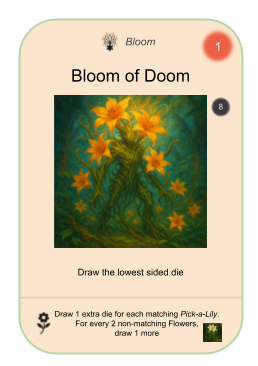 Bloom
1
Bloom of Doom
8
Draw the lowest sided die
Draw 1 extra die for each matching Pick-a-Lily.
For every 2 non-matching Flowers,
draw 1 more